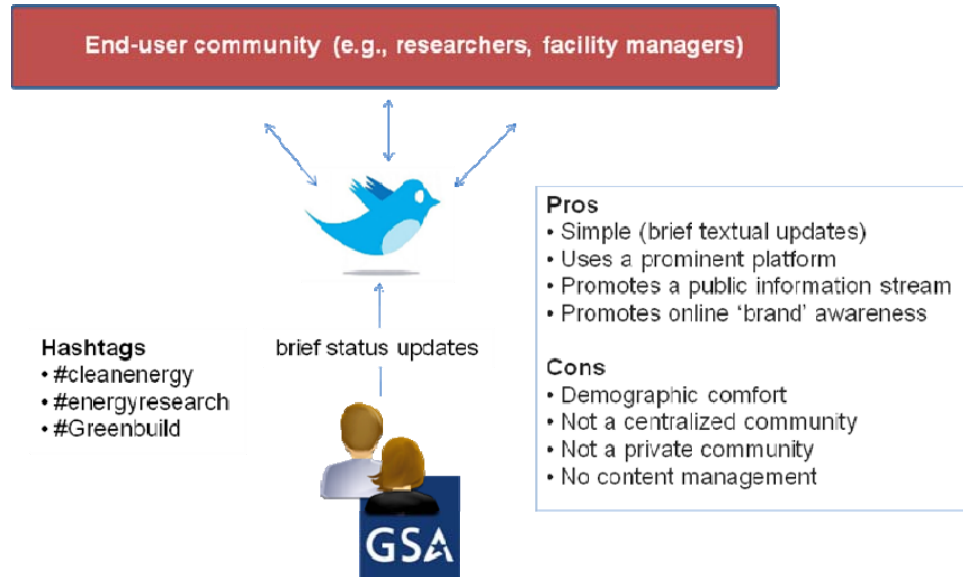 End-user community (e.g., researchers, facility managers)
Pros
• Simple (brief textual updates)
• Uses a prominent platform
• Promotes a public information stream
• Promotes online ‘brand’ awareness
Cons
• Demographic comfort
• Not a centralized community
• Not a private community
• No content management
Hashtags
• #cleanenergy
• #energyresearch
• #Greenbuild
brief status updates
GSA